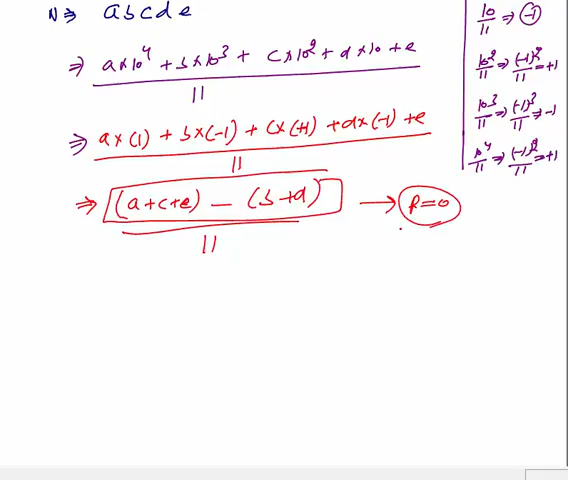 N ⇒ a b c d e
⇒ a×10⁴ + b×10³ + c×10² + d×10 + e
11
⇒ a×(1) + b×(-1) + c×(+1) + d×(-1) + e
11
⇒ (a+c+e) — (b+d) → R=0
11
10/11 ⇒ -1
10²/11 ⇒ (-1)²/11 = +1
10³/11 ⇒ (-1)³/11 ⇒ -1
10⁴/11 ⇒ (-1)⁴/11 = +1